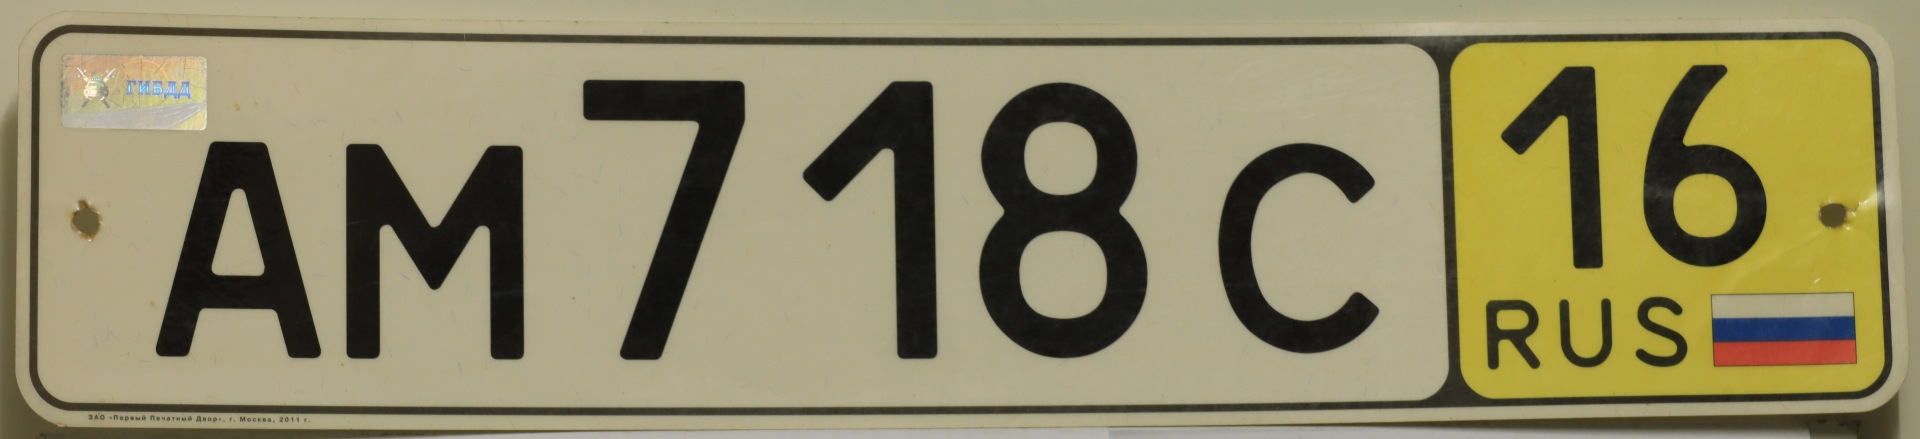 ГИБДД
АМ 718 С 16
RUS
ЗАО «Первый Печатный Двор», г. Москва, 2011 г.